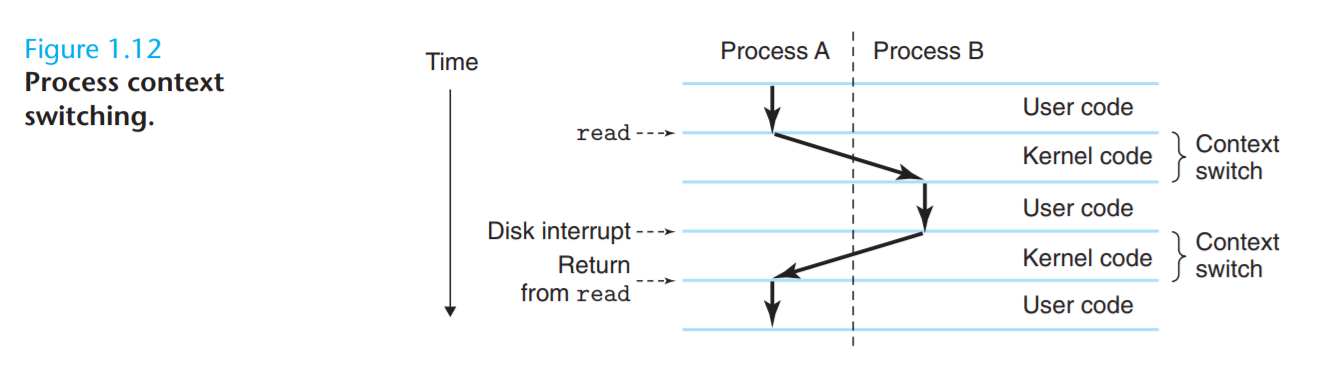 Figure 1.12
Process context
switching.
Time
Process A
Process B
User code
read
Kernel code
Context
switch
User code
Disk interrupt
Kernel code
Context
switch
Return
from read
User code